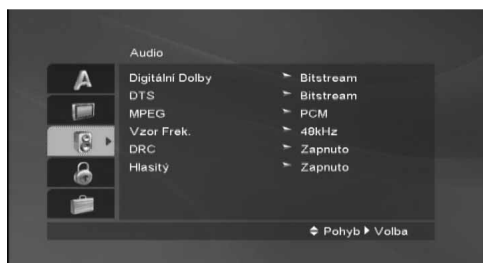 Audio
A
Digitální Dolby Bitstream
DTS Bitstream
MPEG PCM
Vzor Frek. 48kHz
DRC Zapnuto
Hlasitý Zapnuto
Pohyb Volba